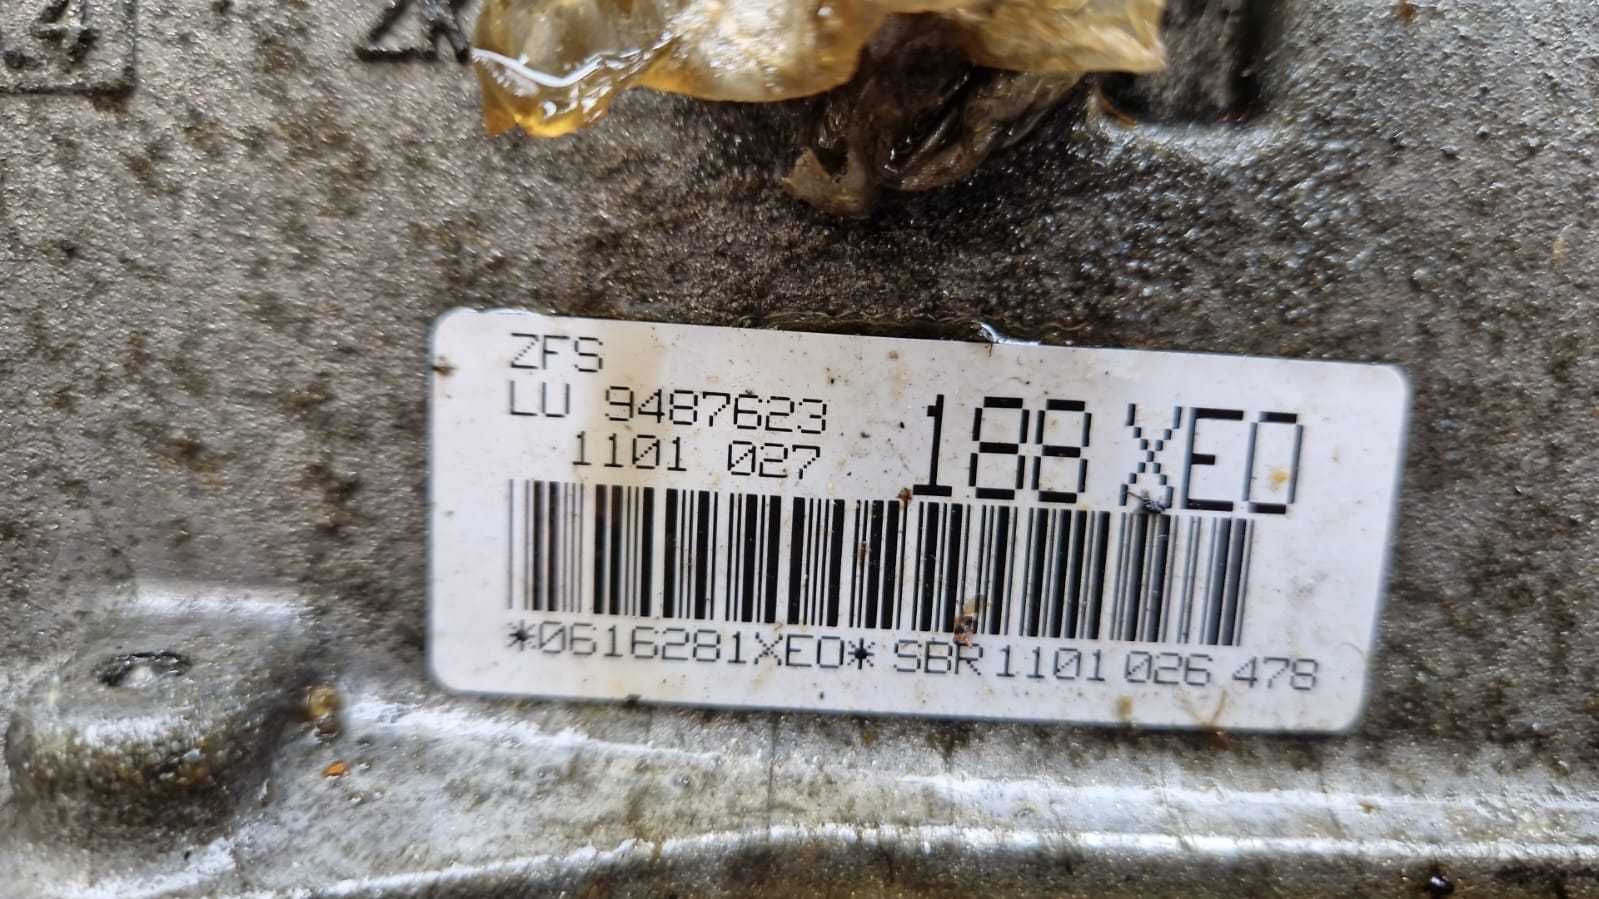 ZFS
LU 9487623
1101 027
188 XEO
*0616281XEO* SBR 1101 026 478